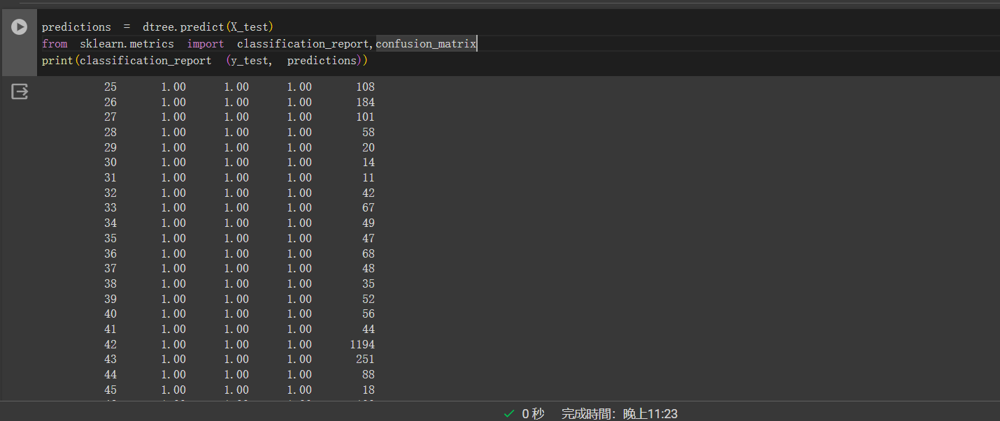 predictions = dtree.predict(X_test)
from sklearn.metrics import classification_report,confusion_matrix
print(classification_report (y_test, predictions))
25 1.00 1.00 1.00 108
26 1.00 1.00 1.00 184
27 1.00 1.00 1.00 101
28 1.00 1.00 1.00 58
29 1.00 1.00 1.00 20
30 1.00 1.00 1.00 14
31 1.00 1.00 1.00 11
32 1.00 1.00 1.00 42
33 1.00 1.00 1.00 67
34 1.00 1.00 1.00 49
35 1.00 1.00 1.00 47
36 1.00 1.00 1.00 68
37 1.00 1.00 1.00 48
38 1.00 1.00 1.00 35
39 1.00 1.00 1.00 52
40 1.00 1.00 1.00 56
41 1.00 1.00 1.00 44
42 1.00 1.00 1.00 1194
43 1.00 1.00 1.00 251
44 1.00 1.00 1.00 88
45 1.00 1.00 1.00 18
0 秒 完成時間：晚上11:23